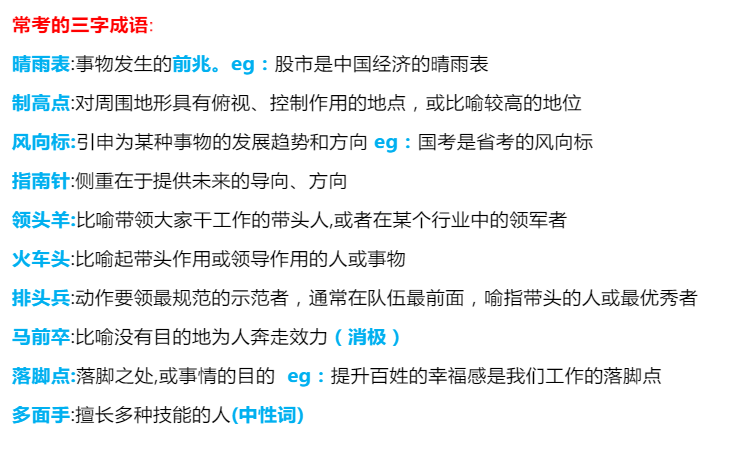 常考的三字成语:
晴雨表:事物发生的前兆。eg：股市是中国经济的晴雨表
制高点:对周围地形具有俯视、控制作用的地点，或比喻较高的地位
风向标:引申为某种事物的发展趋势和方向 eg：国考是省考的风向标
指南针:侧重在于提供未来的导向、方向
领头羊:比喻带领大家干工作的带头人,或者在某个行业中的领军者
火车头:比喻起带头作用或领导作用的人或事物
排头兵:动作要领最规范的示范者，通常在队伍最前面，喻指带头的人或最优秀者
马前卒:比喻没有目的地为人奔走效力（消极）
落脚点:落脚之处,或事情的目的 eg：提升百姓的幸福感是我们工作的落脚点
多面手:擅长多种技能的人(中性词)